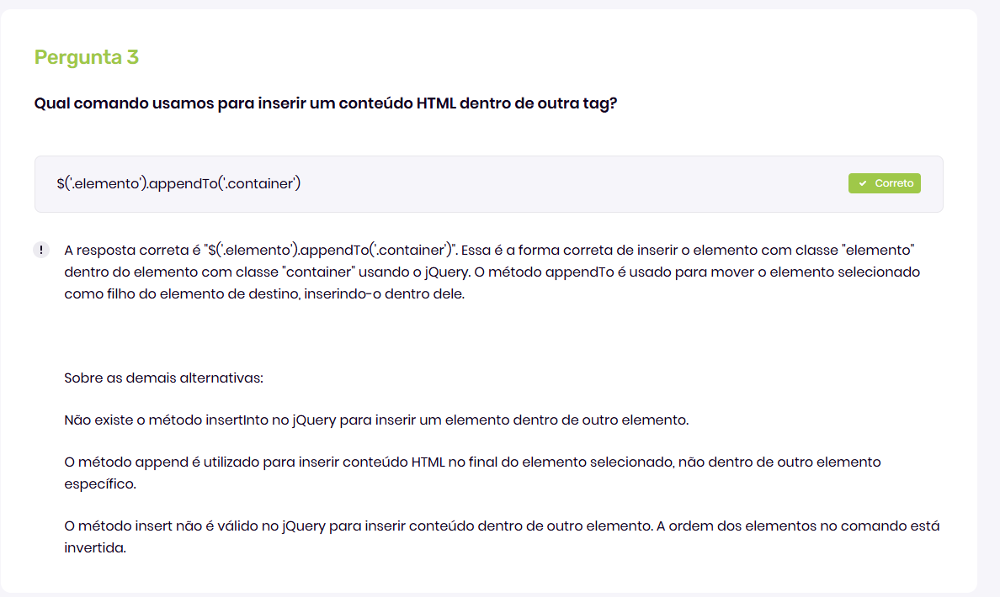 Pergunta 3
Qual comando usamos para inserir um conteúdo HTML dentro de outra tag?
$('.elemento').appendTo('.container')
✓ Correto
! A resposta correta é "$('.elemento').appendTo('.container')". Essa é a forma correta de inserir o elemento com classe "elemento"
dentro do elemento com classe "container" usando o jQuery. O método appendTo é usado para mover o elemento selecionado
como filho do elemento de destino, inserindo-o dentro dele.
Sobre as demais alternativas:
Não existe o método insertInto no jQuery para inserir um elemento dentro de outro elemento.
O método append é utilizado para inserir conteúdo HTML no final do elemento selecionado, não dentro de outro elemento
específico.
O método insert não é válido no jQuery para inserir conteúdo dentro de outro elemento. A ordem dos elementos no comando está
invertida.